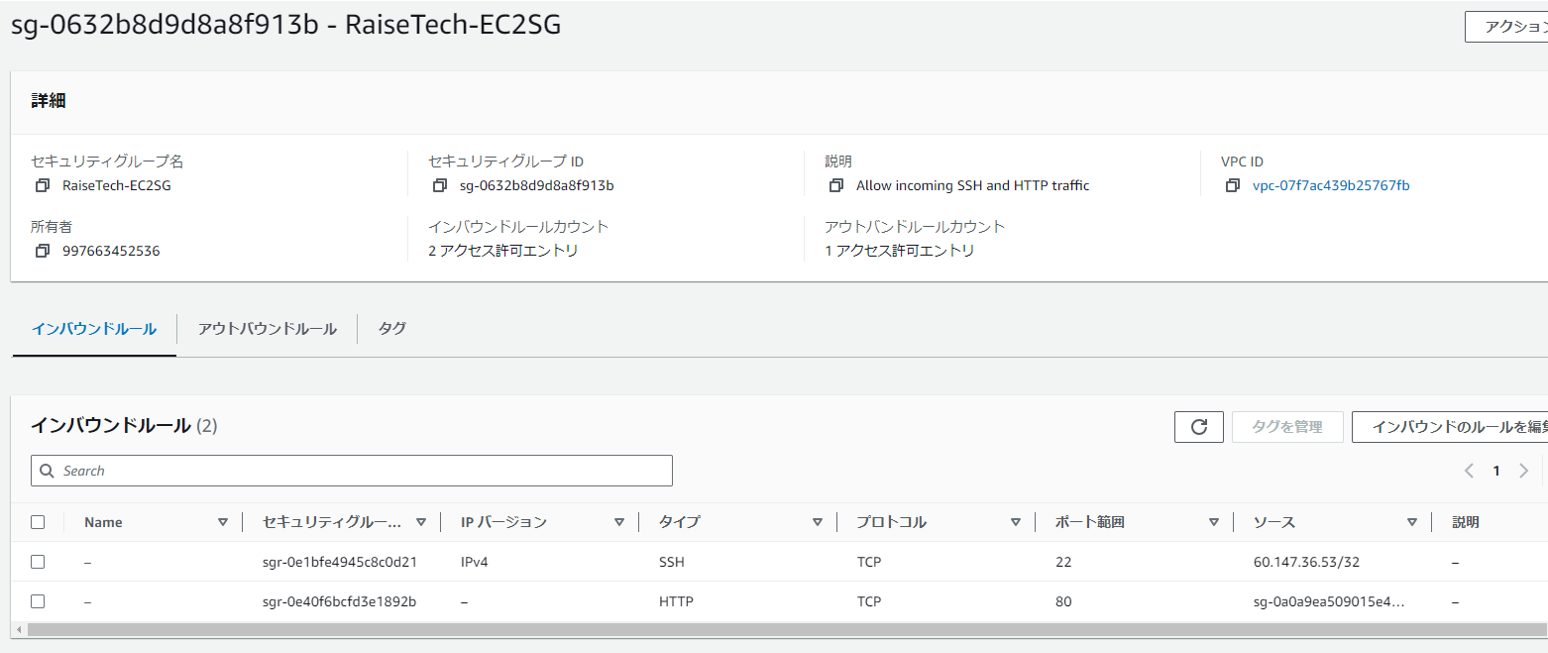 sg-0632b8d9d8a8f913b - RaiseTech-EC2SG
アクション
詳細
セキュリティグループ名 セキュリティグループ ID 説明 VPC ID
RaiseTech-EC2SG sg-0632b8d9d8a8f913b Allow incoming SSH and HTTP traffic vpc-07f7ac439b25767fb
所有者 インバウンドルールカウント アウトバンドルールカウント
997663452536 2 アクセス許可エントリ 1 アクセス許可エントリ
インバウンドルール アウトバウンドルール タグ
インバウンドルール (2) タグを管理 インバウンドのルールを編集
Search 1
Name セキュリティグルー... IP バージョン タイプ プロトコル ポート範囲 ソース 説明
– sgr-0e1bfe4945c8c0d21 IPv4 SSH TCP 22 60.147.36.53/32 –
– sgr-0e40f6bcfd3e1892b – HTTP TCP 80 sg-0a0a9ea509015e4... –